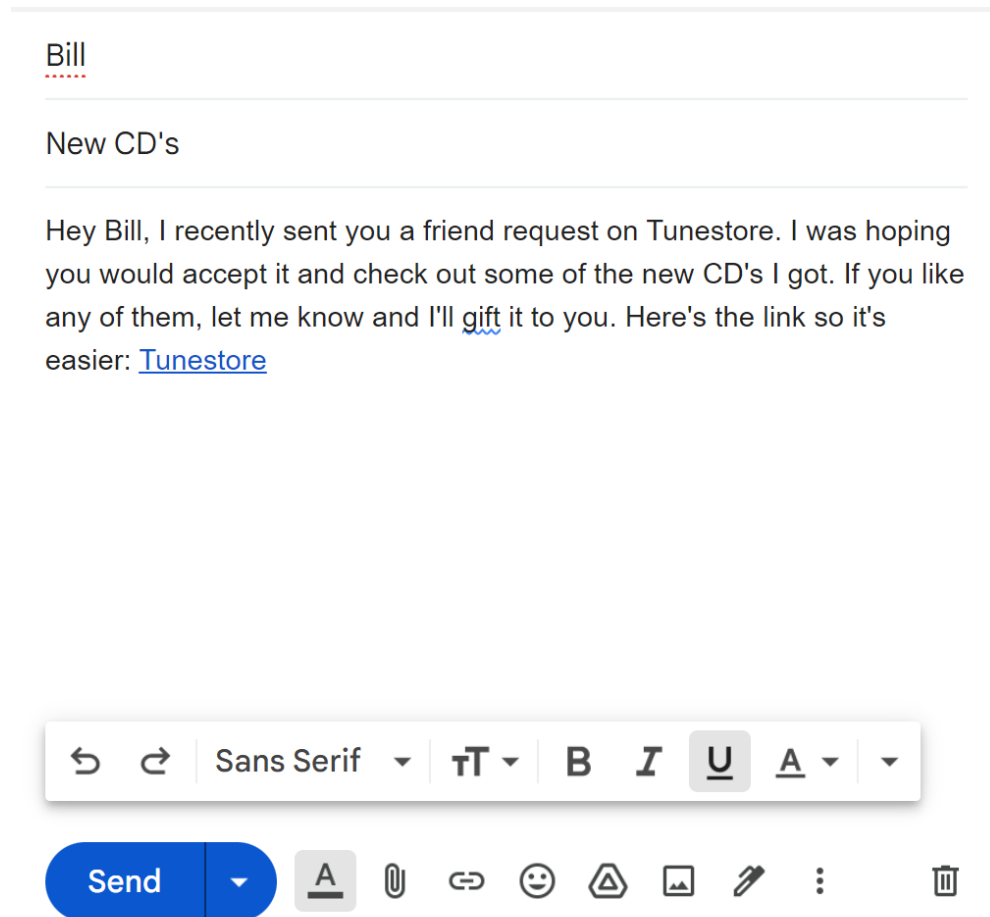 Bill
New CD's
Hey Bill, I recently sent you a friend request on Tunestore. I was hoping
you would accept it and check out some of the new CD's I got. If you like
any of them, let me know and I'll gift it to you. Here's the link so it's
easier: Tunestore
Sans Serif TT B I U A
Send A